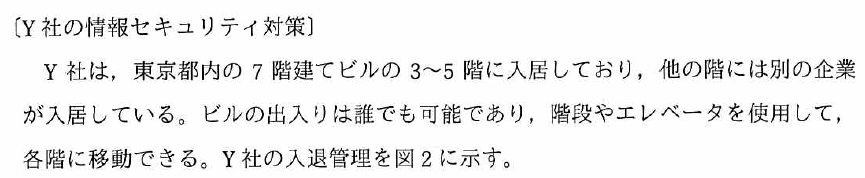 〔Y 社の情報セキュリティ対策〕
Y 社は，東京都内の 7 階建てビルの 3～5 階に入居しており，他の階には別の企業
が入居している。ビルの出入りは誰でも可能であり，階段やエレベータを使用して，
各階に移動できる。Y 社の入退管理を図 2 に示す。